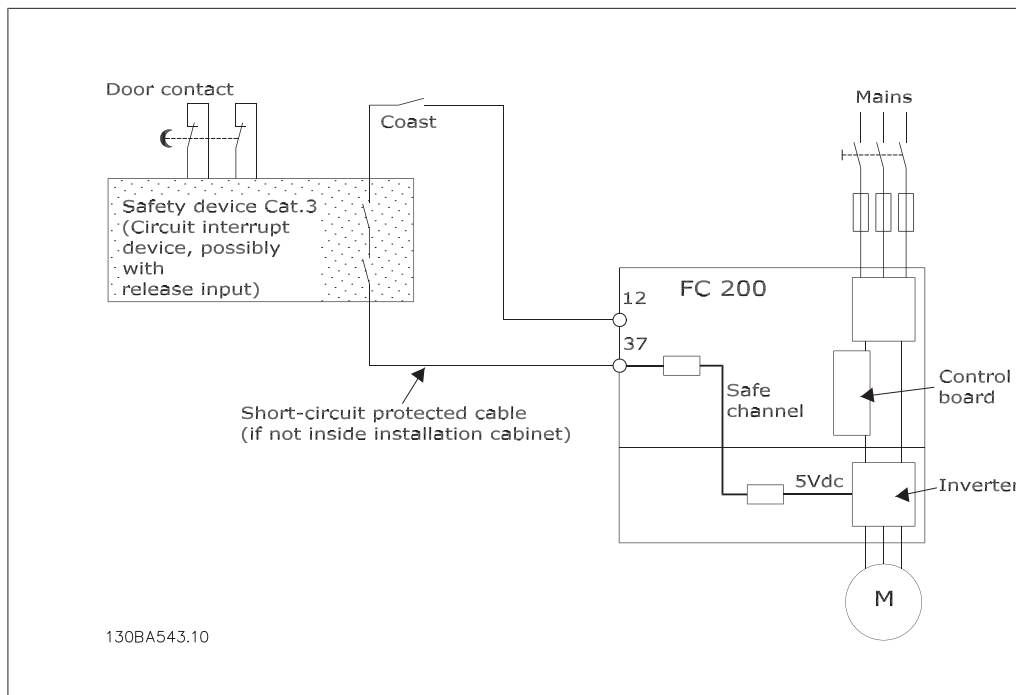 Door contact
Coast
Mains
Safety device Cat.3
(Circuit interrupt
device, possibly
with
release input)
FC 200
12
37
Safe
channel
Control
board
Short-circuit protected cable
(if not inside installation cabinet)
5Vdc
Inverter
M
130BA543.10